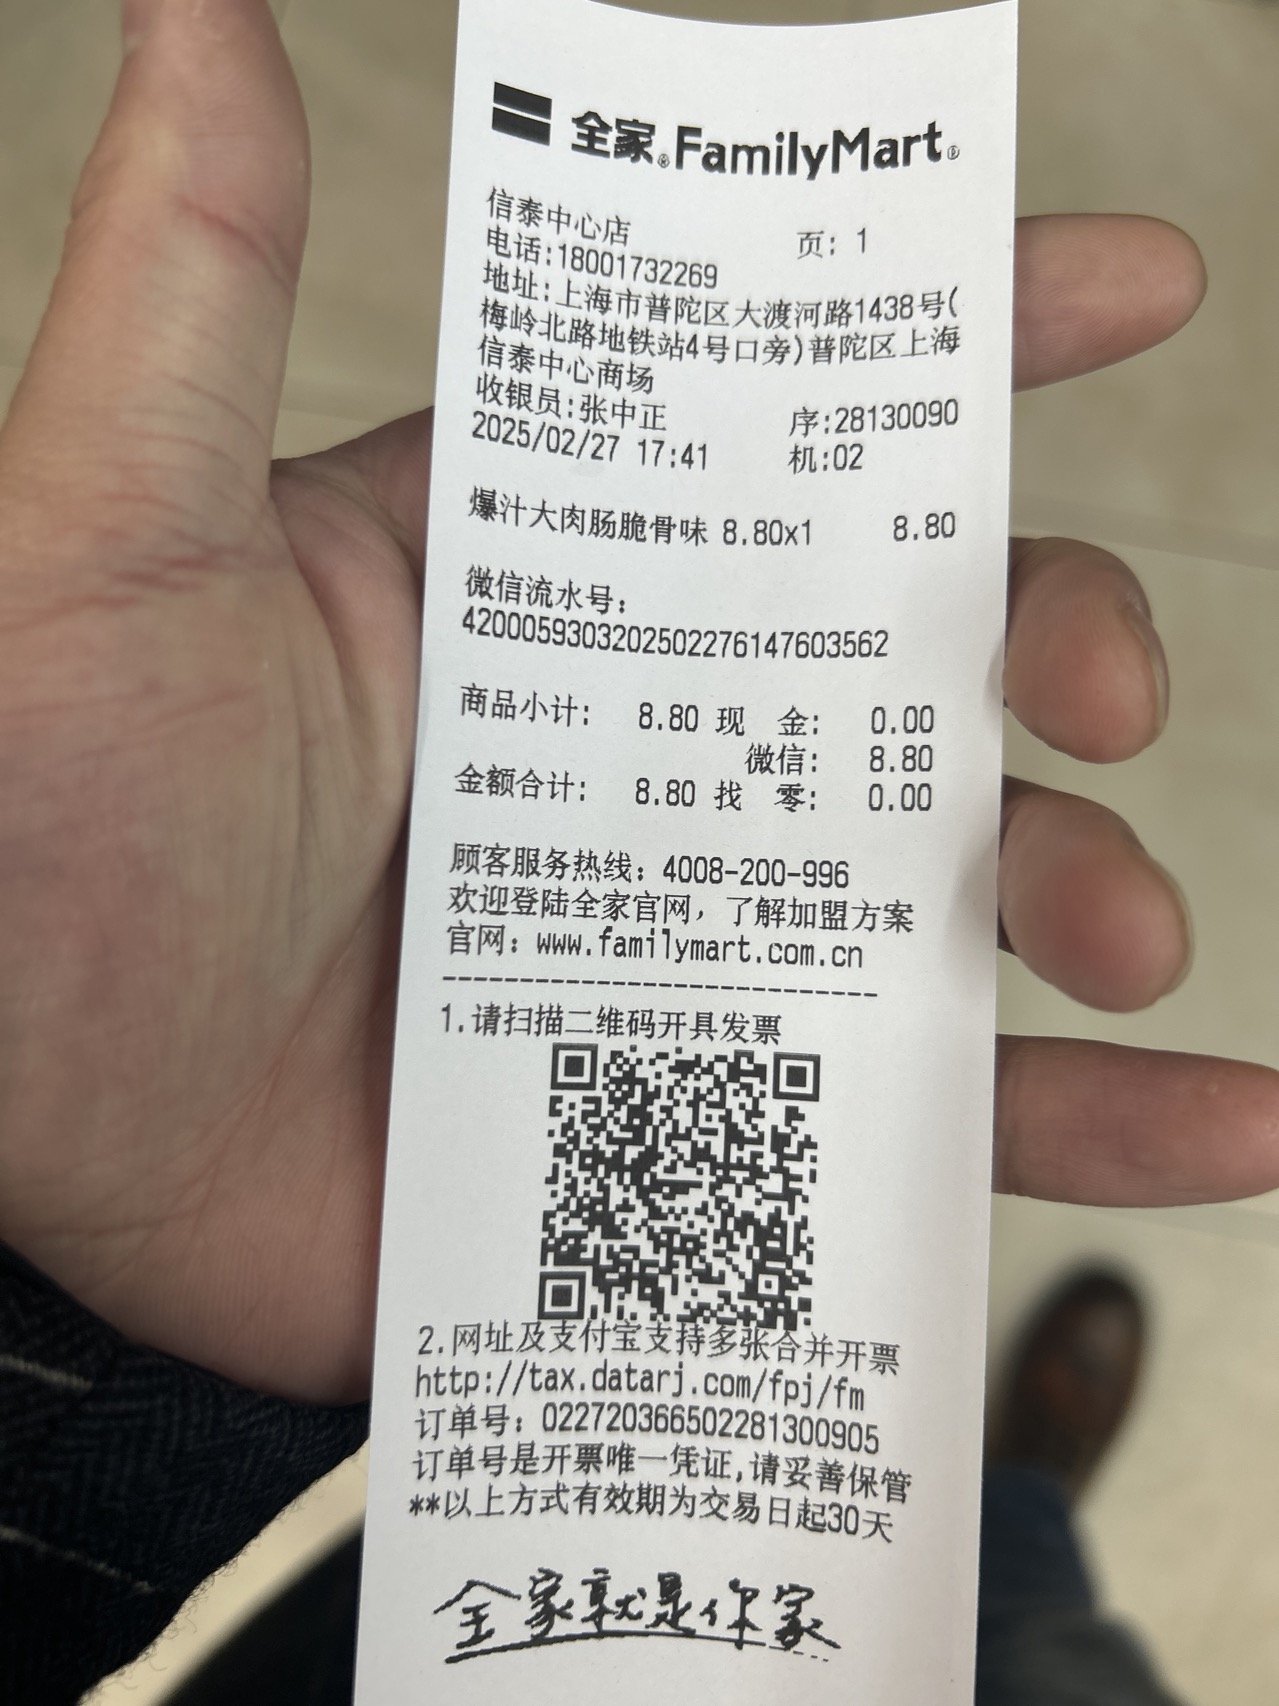 全家®FamilyMart®
信泰中心店 页: 1
电话:18001732269
地址:上海市普陀区大渡河路1438号(
梅岭北路地铁站4号口旁)普陀区上海
信泰中心商场
收银员:张中正 序:28130090
2025/02/27 17:41 机:02
爆汁大肉肠脆骨味 8.80x1 8.80
微信流水号:
4200059303202502276147603562
商品小计: 8.80 现 金: 0.00
微信: 8.80
金额合计: 8.80 找 零: 0.00
顾客服务热线: 4008-200-996
欢迎登陆全家官网，了解加盟方案
官网: www.familymart.com.cn
----------------------------
1.请扫描二维码开具发票
2.网址及支付宝支持多张合并开票
http://tax.datarj.com/fpj/fm
订单号: 022720366502281300905
订单号是开票唯一凭证,请妥善保管
**以上方式有效期为交易日起30天
全家就是你家